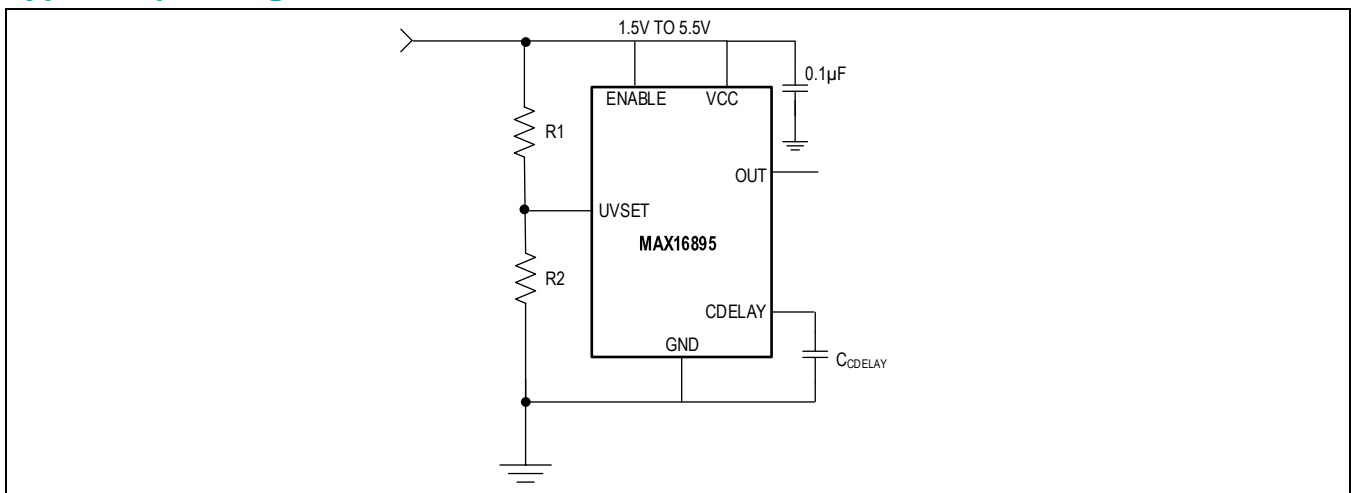 1.5V TO 5.5V
0.1µF
ENABLE
VCC
R1
OUT
UVSET
MAX16895
R2
CDELAY
GND
CCDELAY